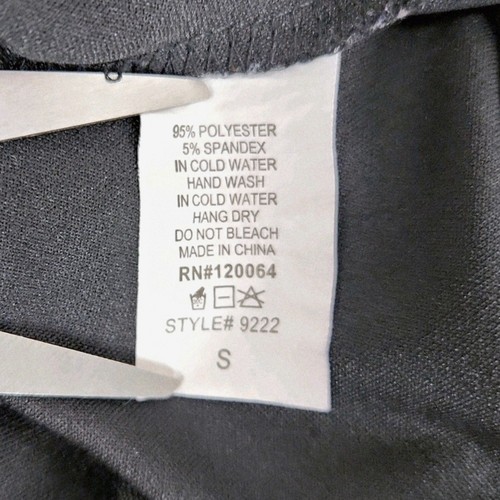 95% POLYESTER
5% SPANDEX
IN COLD WATER
HAND WASH
IN COLD WATER
HANG DRY
DO NOT BLEACH
MADE IN CHINA
RN#120064
STYLE# 9222
S